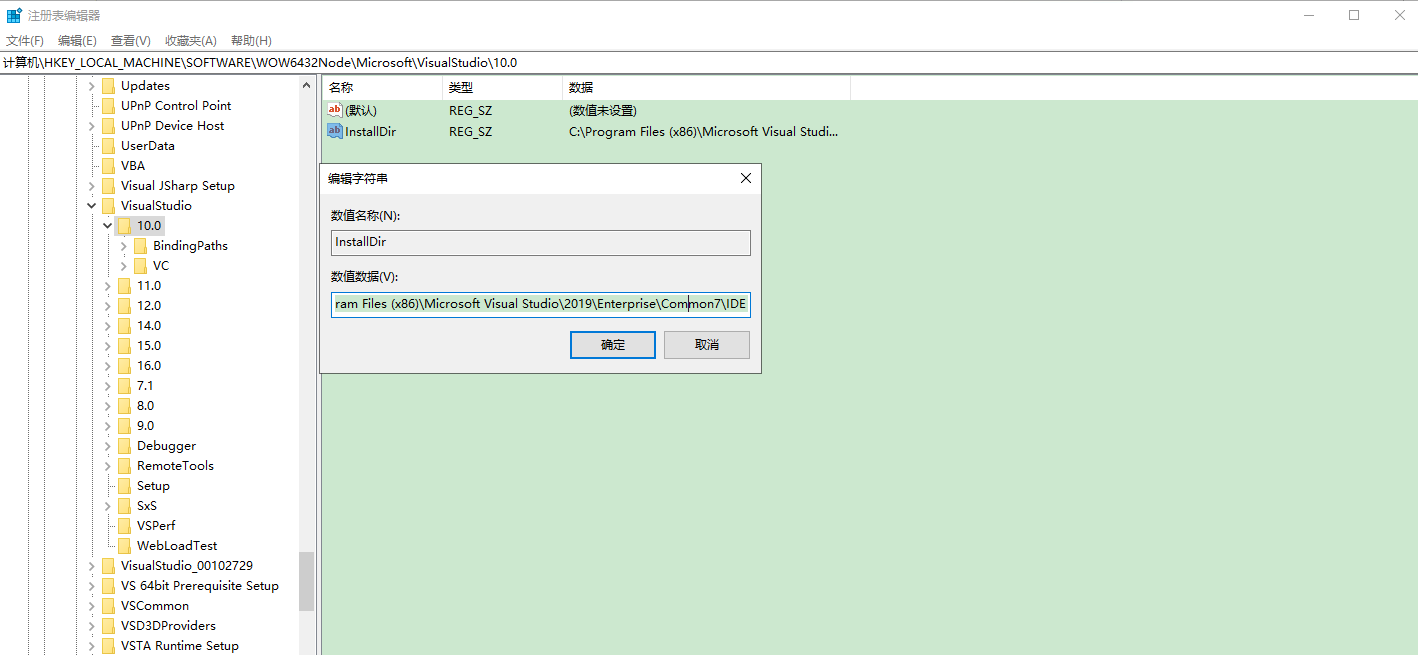 注册表编辑器
文件(F) 编辑(E) 查看(V) 收藏夹(A) 帮助(H)
计算机\HKEY_LOCAL_MACHINE\SOFTWARE\WOW6432Node\Microsoft\VisualStudio\10.0
Updates
UPnP Control Point
UPnP Device Host
UserData
VBA
Visual JSharp Setup
VisualStudio
10.0
BindingPaths
VC
11.0
12.0
14.0
15.0
16.0
7.1
8.0
9.0
Debugger
RemoteTools
Setup
SxS
VSPerf
WebLoadTest
VisualStudio_00102729
VS 64bit Prerequisite Setup
VSCommon
VSD3DProviders
VSTA Runtime Setup
名称 类型 数据
ab (默认) REG_SZ (数值未设置)
ab InstallDir REG_SZ C:\Program Files (x86)\Microsoft Visual Studi...
编辑字符串
数值名称(N):
InstallDir
数值数据(V):
ram Files (x86)\Microsoft Visual Studio\2019\Enterprise\Common7\IDE
确定 取消